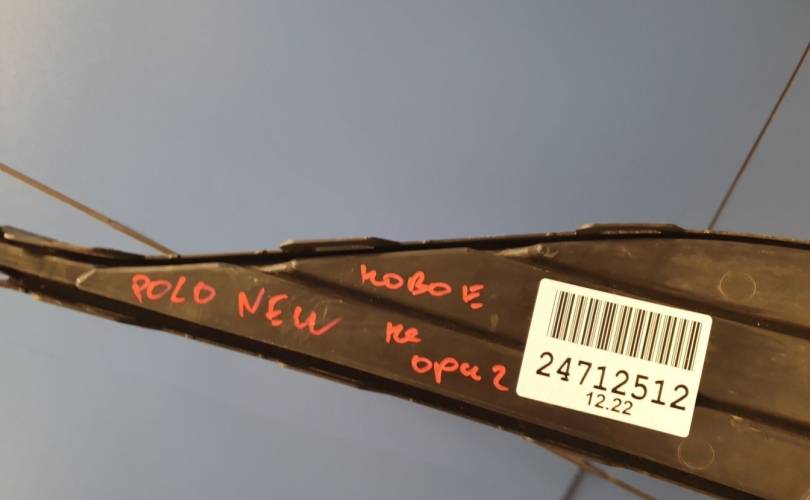 POLO NEW
новое
не
ориг
24712512
12.22